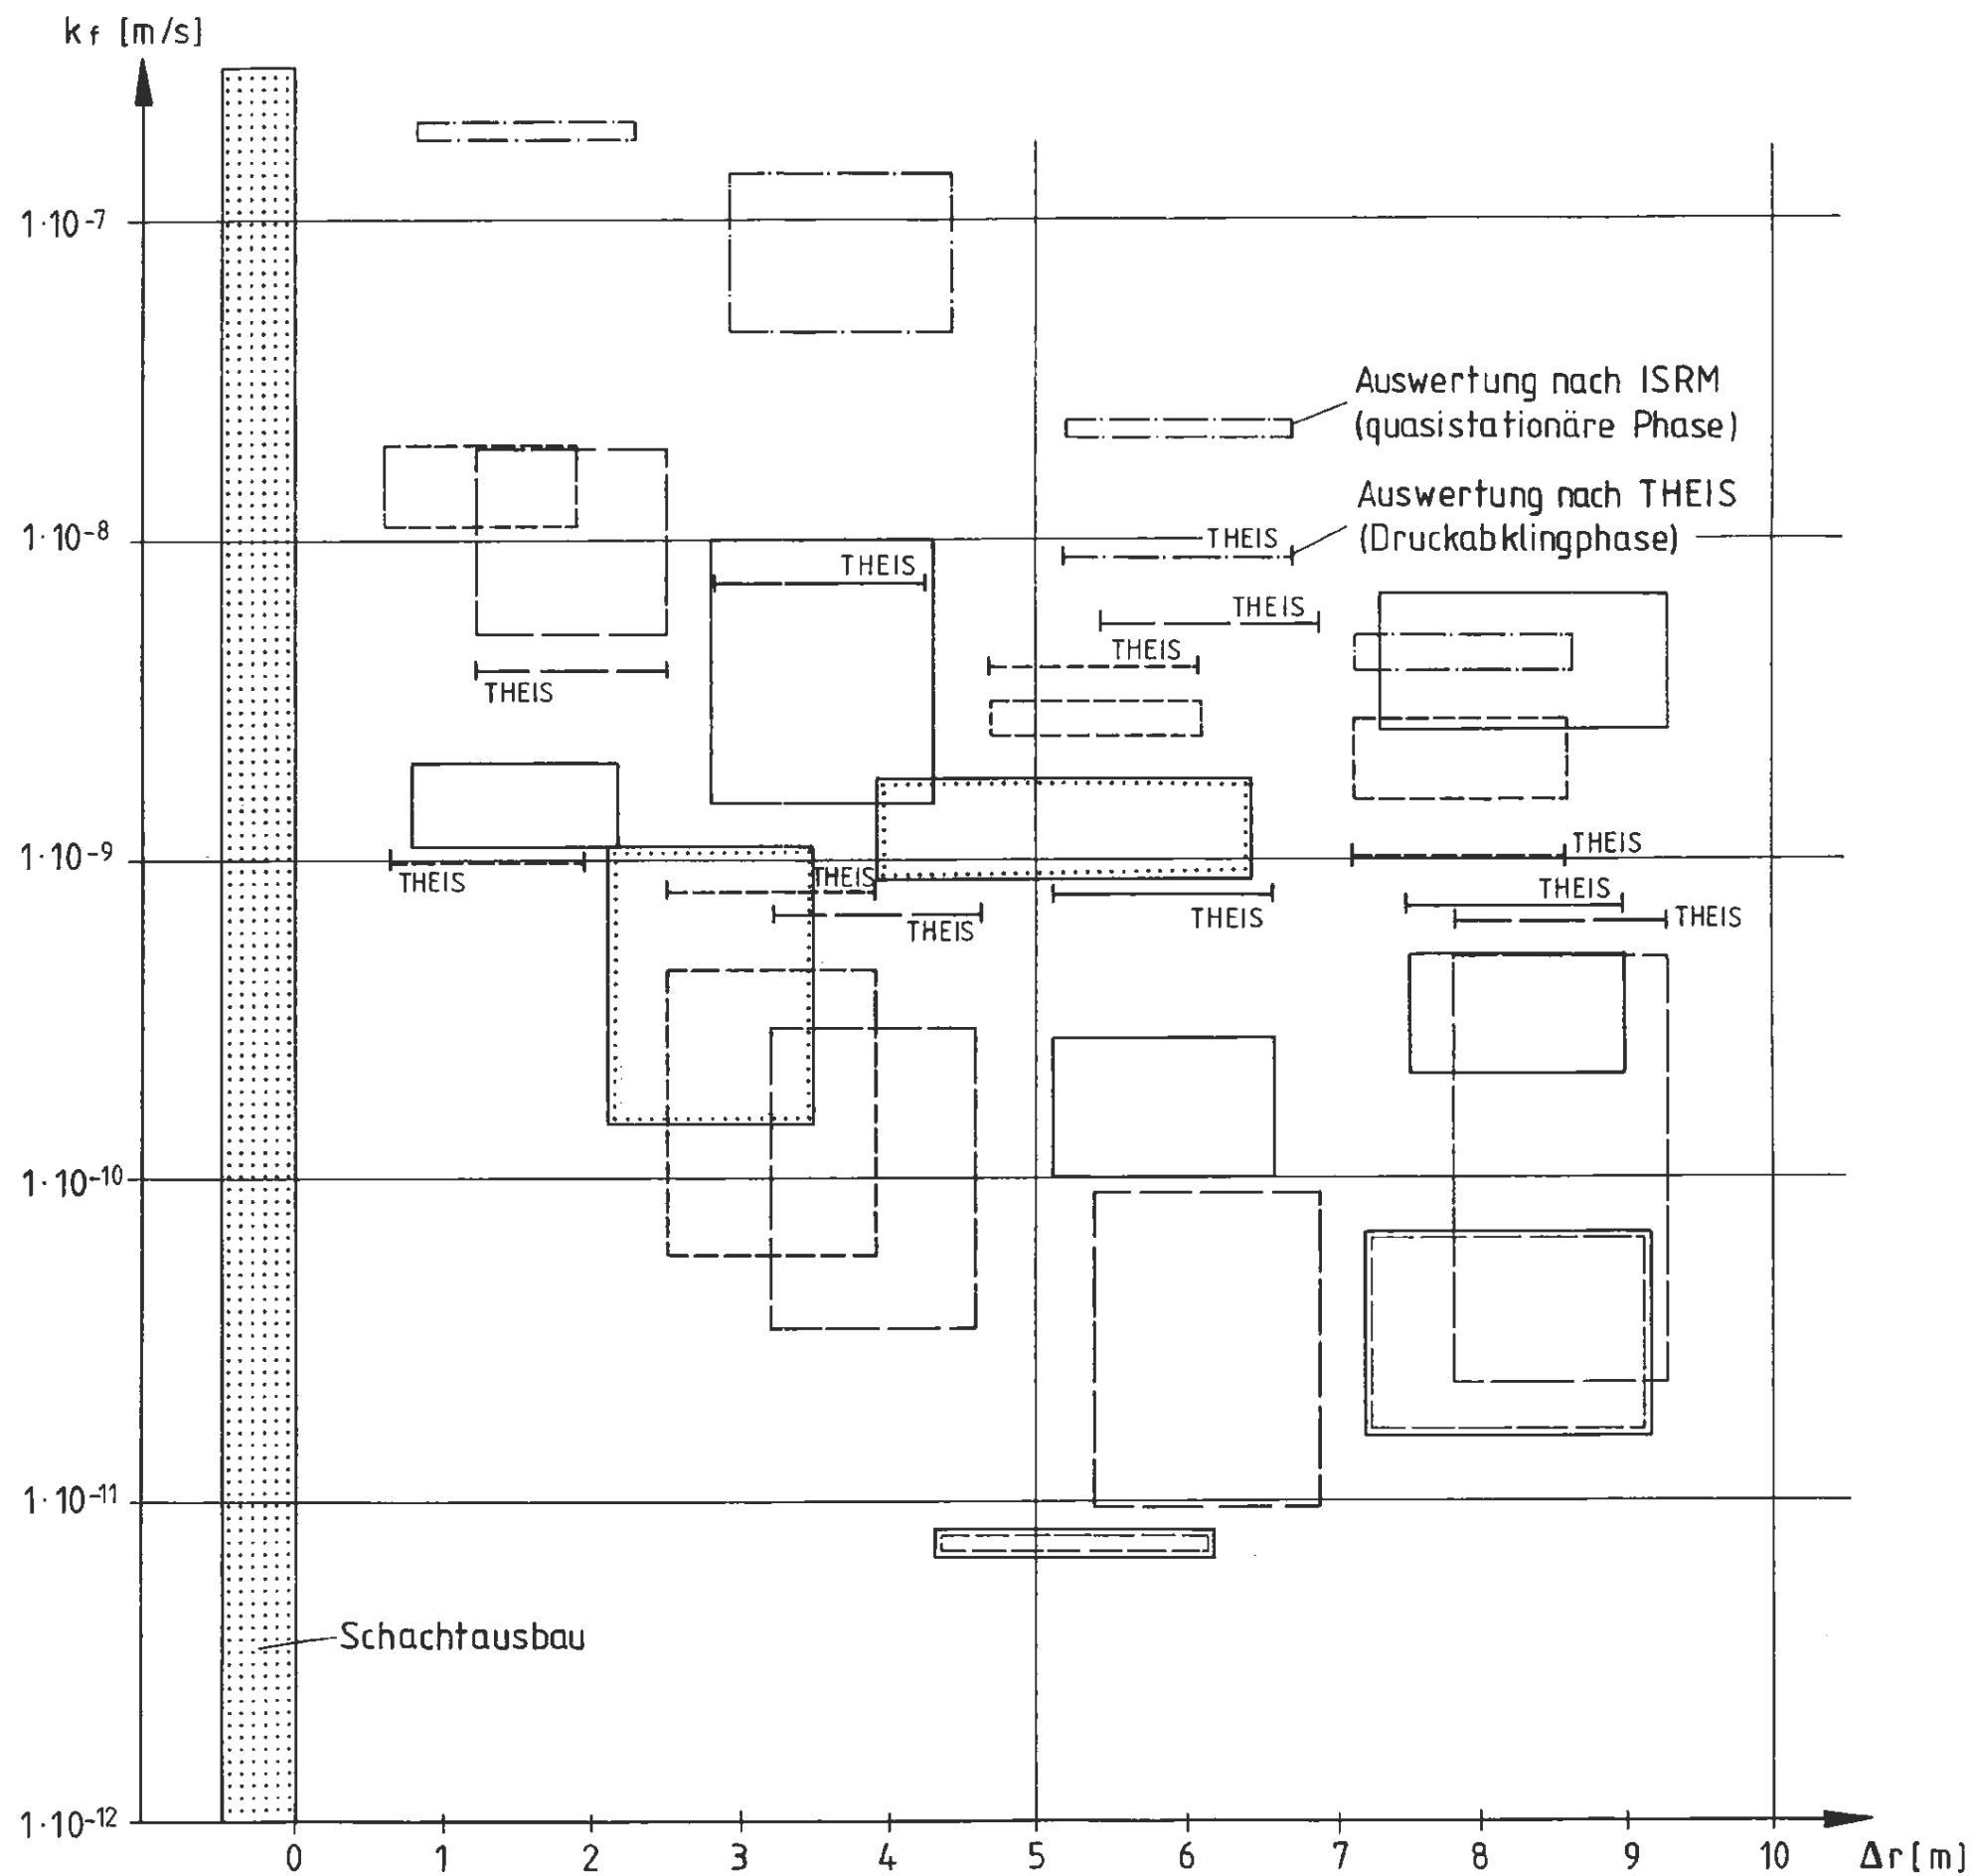 kf [m/s]
1·10-7
Auswertung nach ISRM
(quasistationäre Phase)
Auswertung nach THEIS
1·10-8
THEIS
(Druckabklingphase)
THEIS
THEIS
THEIS
THEIS
1·10-9
THEIS
THEIS
THEIS
THEIS
THEIS
THEIS
THEIS
1·10-10
1·10-11
Schachtausbau
1·10-12
0 1 2 3 4 5 6 7 8 9 10 Δr[m]